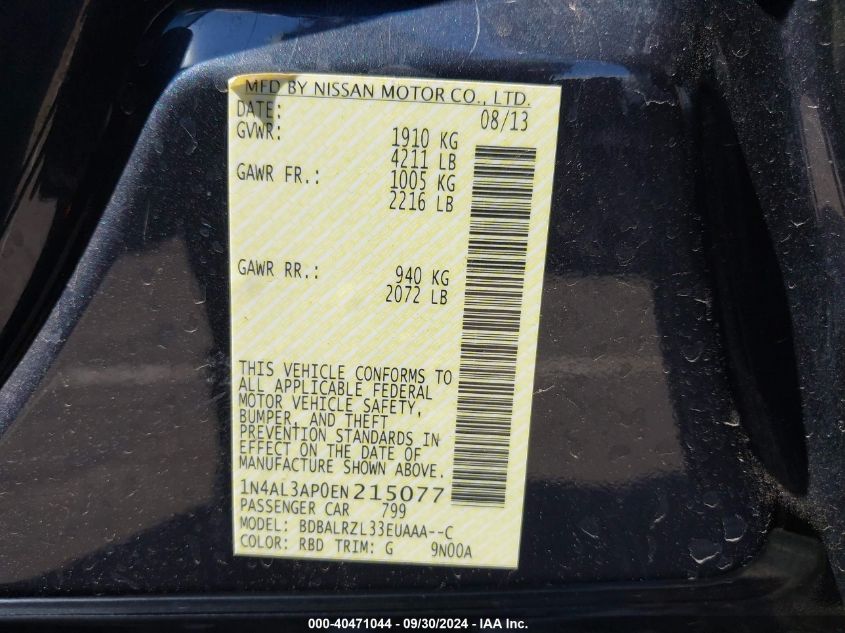 MFD BY NISSAN MOTOR CO., LTD.
DATE: 08/13
GVWR: 1910 KG
4211 LB
GAWR FR.: 1005 KG
2216 LB
GAWR RR.: 940 KG
2072 LB
THIS VEHICLE CONFORMS TO
ALL APPLICABLE FEDERAL
MOTOR VEHICLE SAFETY,
BUMPER, AND THEFT
PREVENTION STANDARDS IN
EFFECT ON THE DATE OF
MANUFACTURE SHOWN ABOVE.
1N4AL3AP0EN215077
PASSENGER CAR 799
MODEL: BDBALRZL33EUAAA--C
COLOR: RBD TRIM: G 9N00A
000-40471044 - 09/30/2024 - IAA Inc.